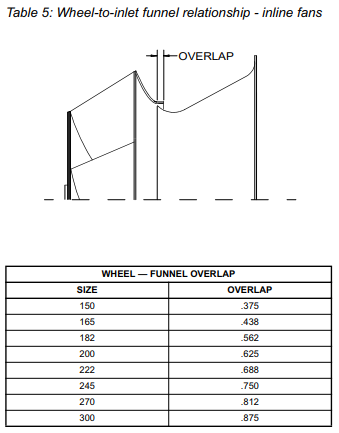 Table 5: Wheel-to-inlet funnel relationship - inline fans
OVERLAP
WHEEL — FUNNEL OVERLAP
SIZE OVERLAP
150 .375
165 .438
182 .562
200 .625
222 .688
245 .750
270 .812
300 .875